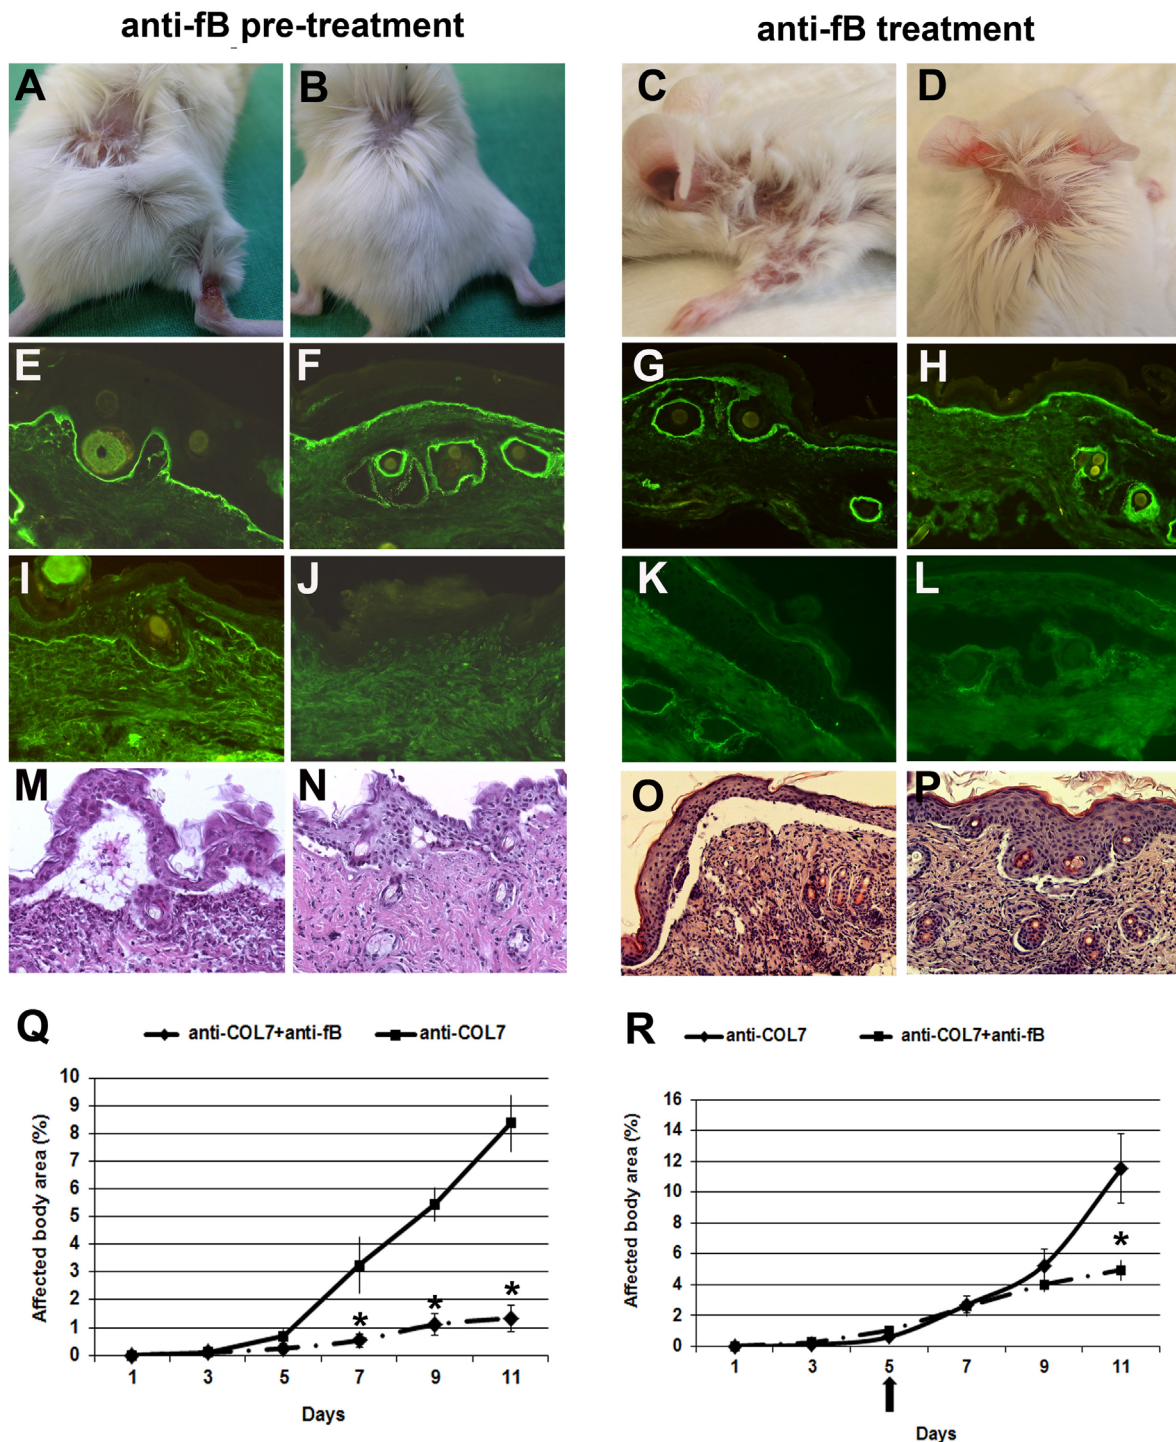 anti-fB pre-treatment
anti-fB treatment
A
B
C
D
E
F
G
H
I
J
K
L
M
N
O
P
Q
anti-COL7+anti-fB
anti-COL7
R
anti-COL7
anti-COL7+anti-fB
Affected body area (%)
10
9
8
7
6
5
4
3
2
1
0
*
*
*
1
3
5
7
9
11
Days
Affected body area (%)
16
14
12
10
8
6
4
2
0
*
1
3
5
7
9
11
Days